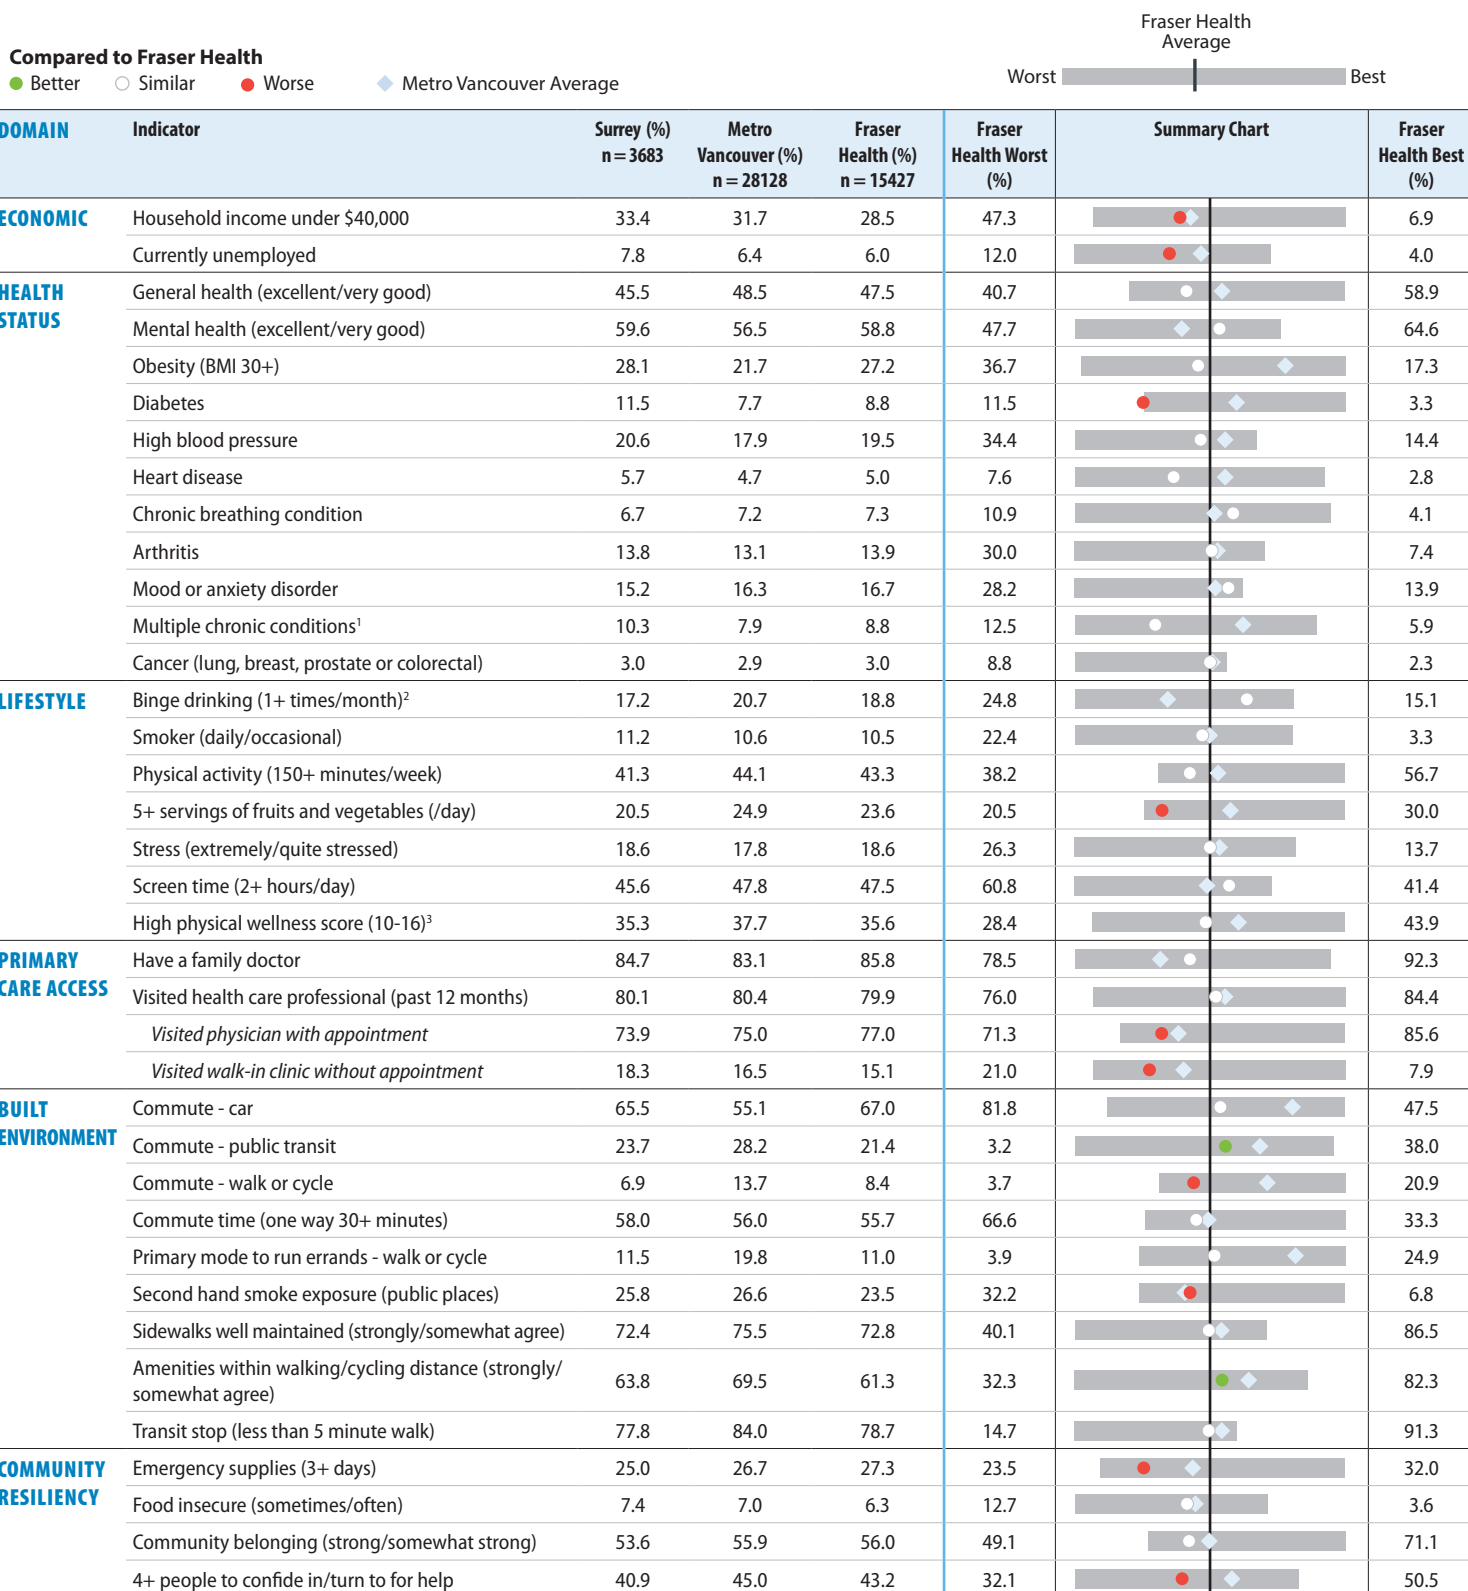 Fraser Health
Average
Compared to Fraser Health
Better Similar Worse Metro Vancouver Average
Worst Best
DOMAIN Indicator Surrey (%) Metro Fraser Fraser Summary Chart Fraser
n = 3683 Vancouver (%) Health (%) Health Worst Health Best
n = 28128 n = 15427 (%) (%)
ECONOMIC Household income under $40,000 33.4 31.7 28.5 47.3 6.9
Currently unemployed 7.8 6.4 6.0 12.0 4.0
HEALTH General health (excellent/very good) 45.5 48.5 47.5 40.7 58.9
STATUS Mental health (excellent/very good) 59.6 56.5 58.8 47.7 64.6
Obesity (BMI 30+) 28.1 21.7 27.2 36.7 17.3
Diabetes 11.5 7.7 8.8 11.5 3.3
High blood pressure 20.6 17.9 19.5 34.4 14.4
Heart disease 5.7 4.7 5.0 7.6 2.8
Chronic breathing condition 6.7 7.2 7.3 10.9 4.1
Arthritis 13.8 13.1 13.9 30.0 7.4
Mood or anxiety disorder 15.2 16.3 16.7 28.2 13.9
Multiple chronic conditions¹ 10.3 7.9 8.8 12.5 5.9
Cancer (lung, breast, prostate or colorectal) 3.0 2.9 3.0 8.8 2.3
LIFESTYLE Binge drinking (1+ times/month)² 17.2 20.7 18.8 24.8 15.1
Smoker (daily/occasional) 11.2 10.6 10.5 22.4 3.3
Physical activity (150+ minutes/week) 41.3 44.1 43.3 38.2 56.7
5+ servings of fruits and vegetables (/day) 20.5 24.9 23.6 20.5 30.0
Stress (extremely/quite stressed) 18.6 17.8 18.6 26.3 13.7
Screen time (2+ hours/day) 45.6 47.8 47.5 60.8 41.4
High physical wellness score (10-16)³ 35.3 37.7 35.6 28.4 43.9
PRIMARY Have a family doctor 84.7 83.1 85.8 78.5 92.3
CARE ACCESS Visited health care professional (past 12 months) 80.1 80.4 79.9 76.0 84.4
Visited physician with appointment 73.9 75.0 77.0 71.3 85.6
Visited walk-in clinic without appointment 18.3 16.5 15.1 21.0 7.9
BUILT Commute - car 65.5 55.1 67.0 81.8 47.5
ENVIRONMENT Commute - public transit 23.7 28.2 21.4 3.2 38.0
Commute - walk or cycle 6.9 13.7 8.4 3.7 20.9
Commute time (one way 30+ minutes) 58.0 56.0 55.7 66.6 33.3
Primary mode to run errands - walk or cycle 11.5 19.8 11.0 3.9 24.9
Second hand smoke exposure (public places) 25.8 26.6 23.5 32.2 6.8
Sidewalks well maintained (strongly/somewhat agree) 72.4 75.5 72.8 40.1 86.5
Amenities within walking/cycling distance (strongly/
somewhat agree) 63.8 69.5 61.3 32.3 82.3
Transit stop (less than 5 minute walk) 77.8 84.0 78.7 14.7 91.3
COMMUNITY Emergency supplies (3+ days) 25.0 26.7 27.3 23.5 32.0
RESILIENCY Food insecure (sometimes/often) 7.4 7.0 6.3 12.7 3.6
Community belonging (strong/somewhat strong) 53.6 55.9 56.0 49.1 71.1
4+ people to confide in/turn to for help 40.9 45.0 43.2 32.1 50.5